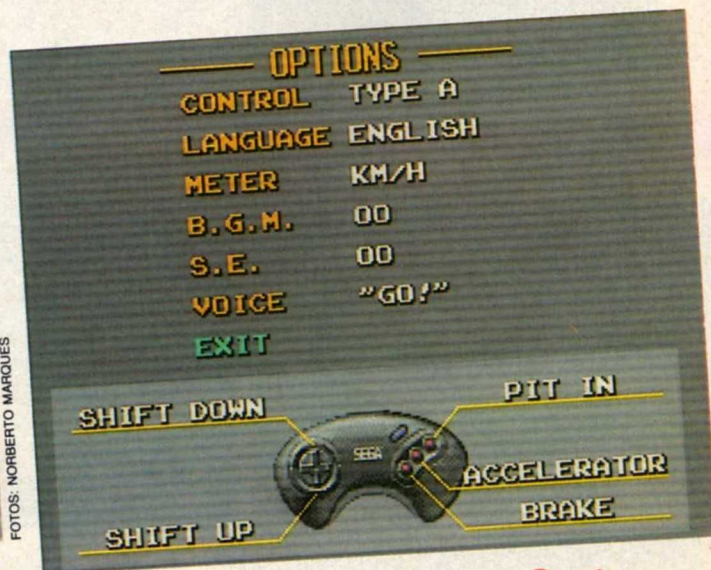 OPTIONS
CONTROL TYPE A
LANGUAGE ENGLISH
METER KM/H
B.G.M. 00
S.E. 00
VOICE "GO!"
EXIT
SHIFT DOWN
PIT IN
SEGA
ACCELERATOR
SHIFT UP
BRAKE
FOTOS: NORBERTO MARQUES